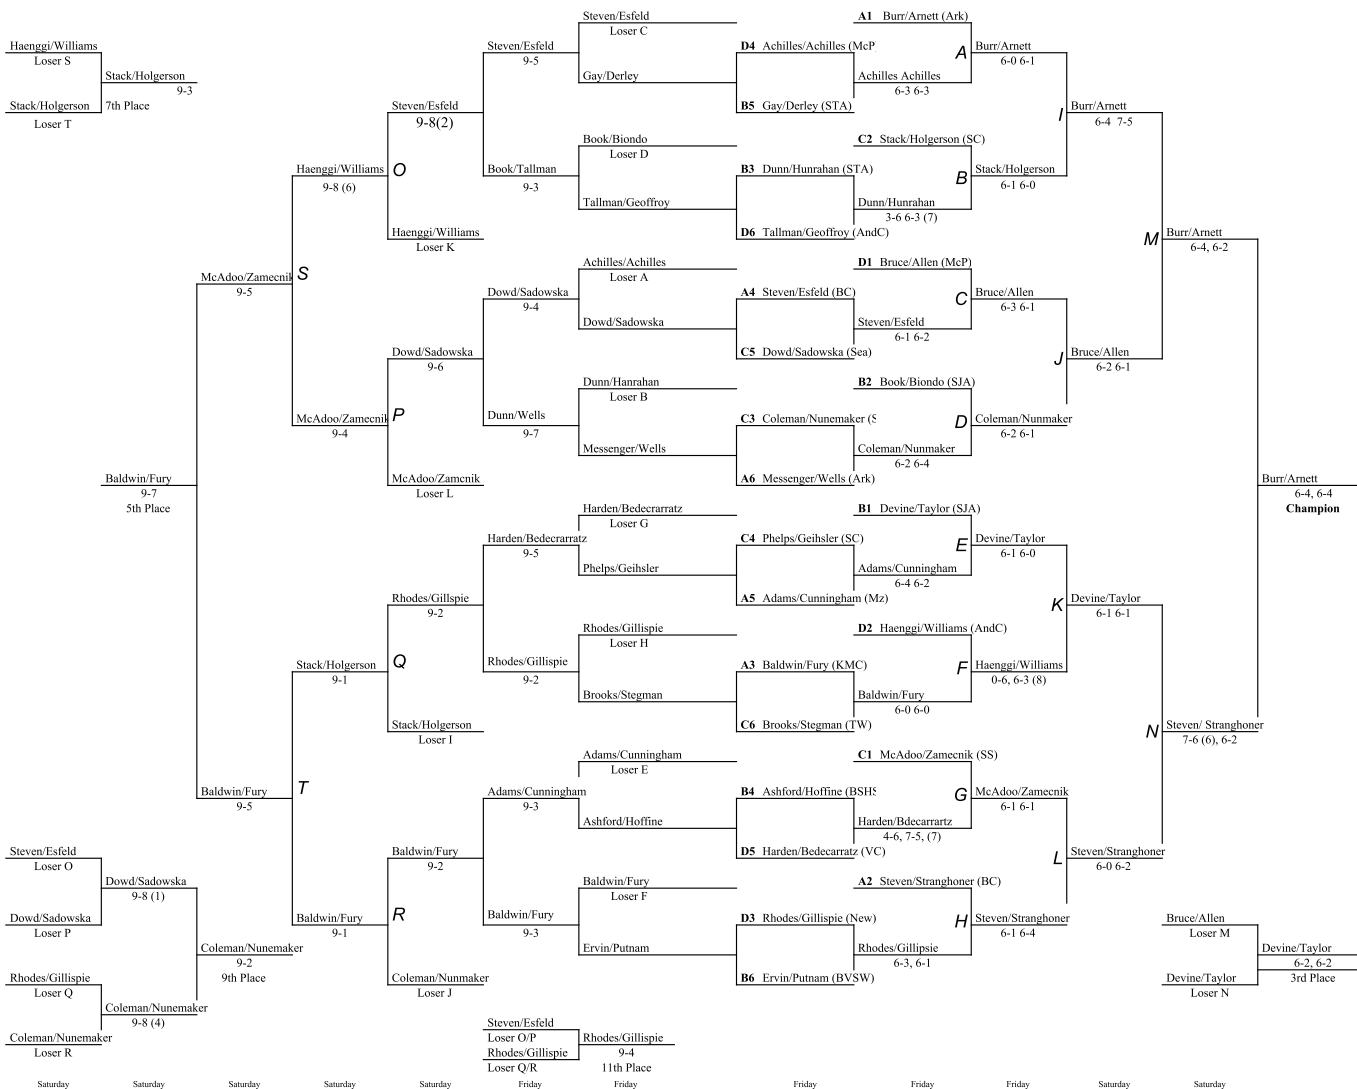 Steven/Esfeld
Loser C
A1 Burr/Arnett (Ark)
Haenggi/Williams
Loser S
Steven/Esfeld
9-5
D4 Achilles/Achilles (McP
A
Burr/Arnett
6-0 6-1
Stack/Holgerson
9-3
Gay/Derley
Achilles Achilles
6-3 6-3
Stack/Holgerson
Loser T
7th Place
Steven/Esfeld
9-8(2)
B5 Gay/Derley (STA)
I
Burr/Arnett
6-4 7-5
Book/Biondo
Loser D
C2 Stack/Holgerson (SC)
Haenggi/Williams
9-8 (6)
O
Book/Tallman
9-3
B3 Dunn/Hunrahan (STA)
B
Stack/Holgerson
6-1 6-0
Tallman/Geoffroy
Dunn/Hunrahan
3-6 6-3 (7)
Haenggi/Williams
Loser K
D6 Tallman/Geoffroy (AndC)
M
Burr/Arnett
6-4, 6-2
Achilles/Achilles
Loser A
D1 Bruce/Allen (McP)
McAdoo/Zamecnik
9-5
S
Dowd/Sadowska
9-4
A4 Steven/Esfeld (BC)
C
Bruce/Allen
6-3 6-1
Dowd/Sadowska
Steven/Esfeld
6-1 6-2
Dowd/Sadowska
9-6
C5 Dowd/Sadowska (Sea)
J
Bruce/Allen
6-2 6-1
Dunn/Hanrahan
Loser B
B2 Book/Biondo (SJA)
McAdoo/Zamecnik
9-4
P
Dunn/Wells
9-7
C3 Coleman/Nunemaker (S
D
Coleman/Nunmaker
6-2 6-1
Messenger/Wells
Coleman/Nunmaker
6-2 6-4
Baldwin/Fury
9-7
5th Place
McAdoo/Zamcnik
Loser L
A6 Messenger/Wells (Ark)
Burr/Arnett
6-4, 6-4
Champion
Harden/Bedecrarratz
Loser G
B1 Devine/Taylor (SJA)
Harden/Bedecrarratz
9-5
C4 Phelps/Geihsler (SC)
E
Devine/Taylor
6-1 6-0
Phelps/Geihsler
Adams/Cunningham
6-4 6-2
Rhodes/Gillspie
9-2
A5 Adams/Cunningham (Mz)
K
Devine/Taylor
6-1 6-1
Rhodes/Gillispie
Loser H
D2 Haenggi/Williams (AndC)
Stack/Holgerson
9-1
Q
Rhodes/Gillispie
9-2
A3 Baldwin/Fury (KMC)
F
Haenggi/Williams
0-6, 6-3 (8)
Brooks/Stegman
Baldwin/Fury
6-0 6-0
Stack/Holgerson
Loser I
C6 Brooks/Stegman (TW)
N
Steven/ Stranghoner
7-6 (6), 6-2
Adams/Cunningham
Loser E
C1 McAdoo/Zamecnik (SS)
Baldwin/Fury
9-5
T
Adams/Cunningham
9-3
B4 Ashford/Hoffine (BSHS
G
McAdoo/Zamecnik
6-1 6-1
Ashford/Hoffine
Harden/Bdecarrartz
4-6, 7-5, (7)
Steven/Esfeld
Loser O
Baldwin/Fury
9-2
D5 Harden/Bedecarratz (VC)
L
Steven/Stranghoner
6-0 6-2
Dowd/Sadowska
9-8 (1)
Baldwin/Fury
Loser F
A2 Steven/Stranghoner (BC)
Dowd/Sadowska
Loser P
Baldwin/Fury
9-1
R
Baldwin/Fury
9-3
D3 Rhodes/Gillispie (New)
H
Steven/Stranghoner
6-1 6-4
Bruce/Allen
Loser M
Coleman/Nunemaker
9-2
9th Place
Ervin/Putnam
Rhodes/Gillipsie
6-3, 6-1
Devine/Taylor
6-2, 6-2
3rd Place
Rhodes/Gillispie
Loser Q
Coleman/Nunmaker
Loser J
B6 Ervin/Putnam (BVSW)
Devine/Taylor
Loser N
Coleman/Nunemaker
9-8 (4)
Coleman/Nunemaker
Loser R
Steven/Esfeld
Loser O/P
Rhodes/Gillispie
9-4
11th Place
Rhodes/Gillispie
Loser Q/R
Saturday Saturday Saturday Saturday Saturday Friday Friday Friday Friday Friday Saturday Saturday